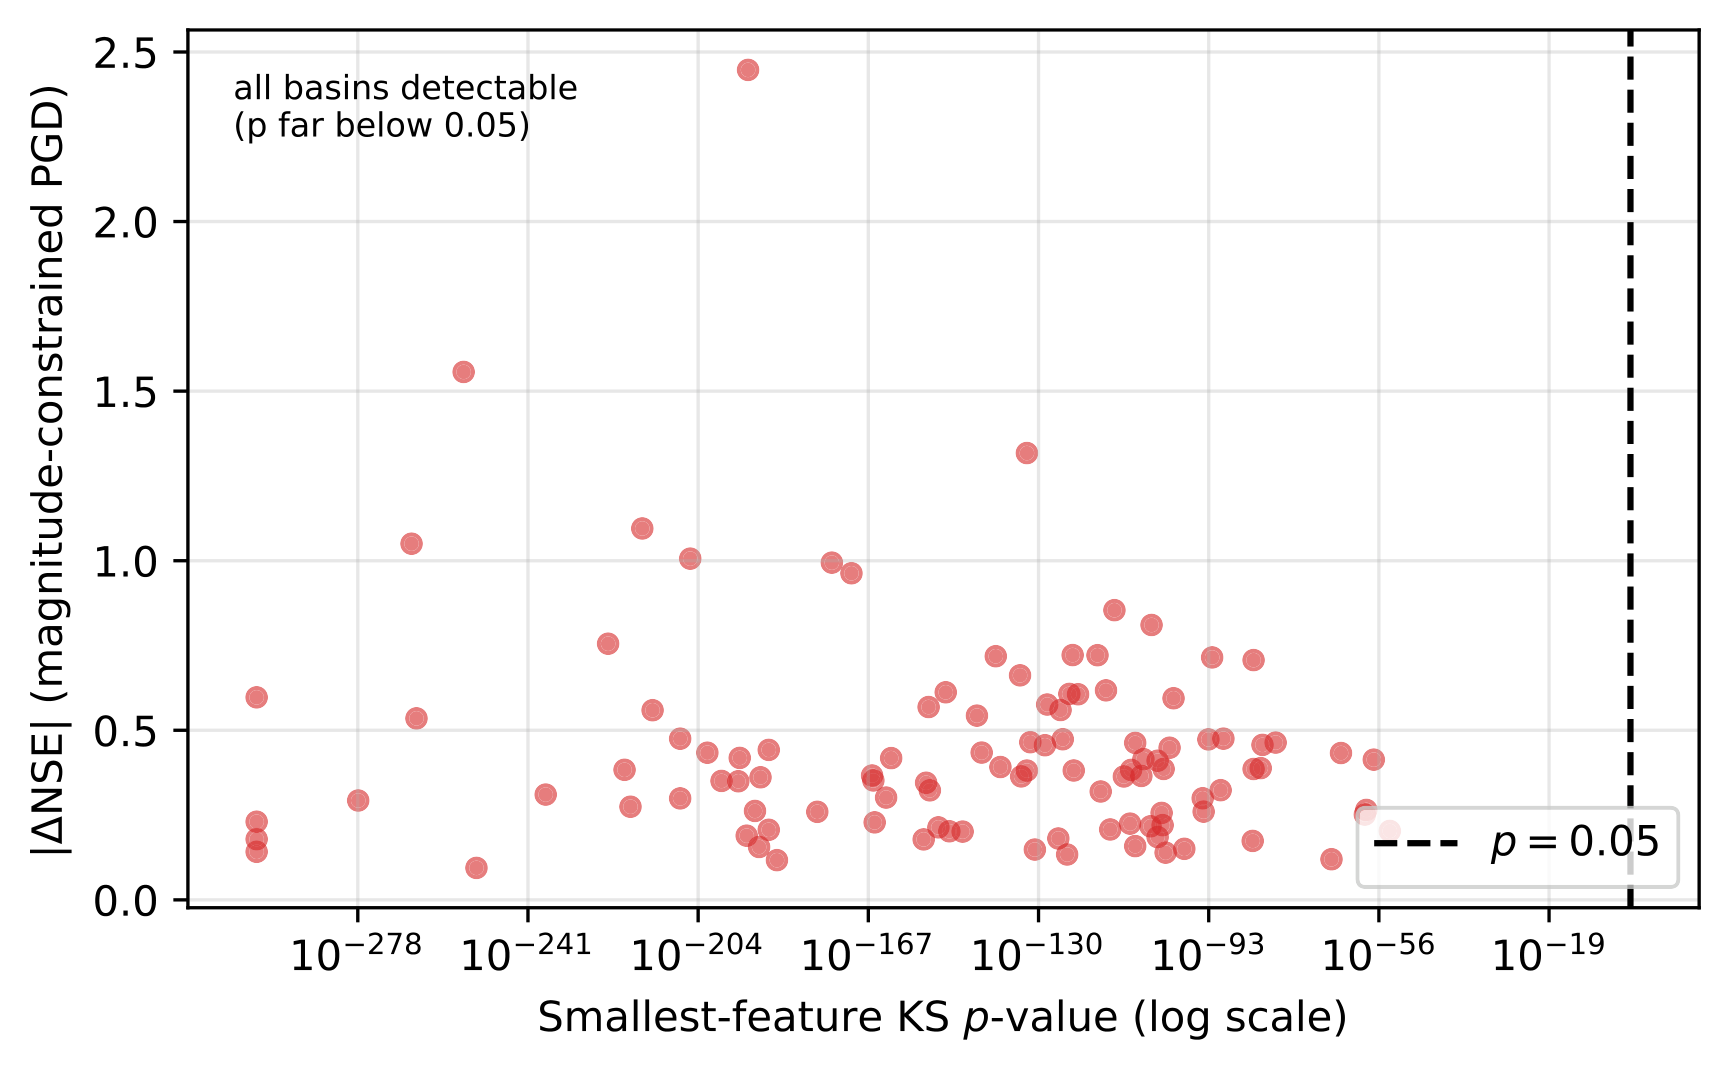 all basins detectable
(p far below 0.05)
|ΔNSE| (magnitude-constrained PGD)
2.5
2.0
1.5
1.0
0.5
0.0
p = 0.05
10⁻²⁷⁸ 10⁻²⁴¹ 10⁻²⁰⁴ 10⁻¹⁶⁷ 10⁻¹³⁰ 10⁻⁹³ 10⁻⁵⁶ 10⁻¹⁹
Smallest-feature KS p-value (log scale)